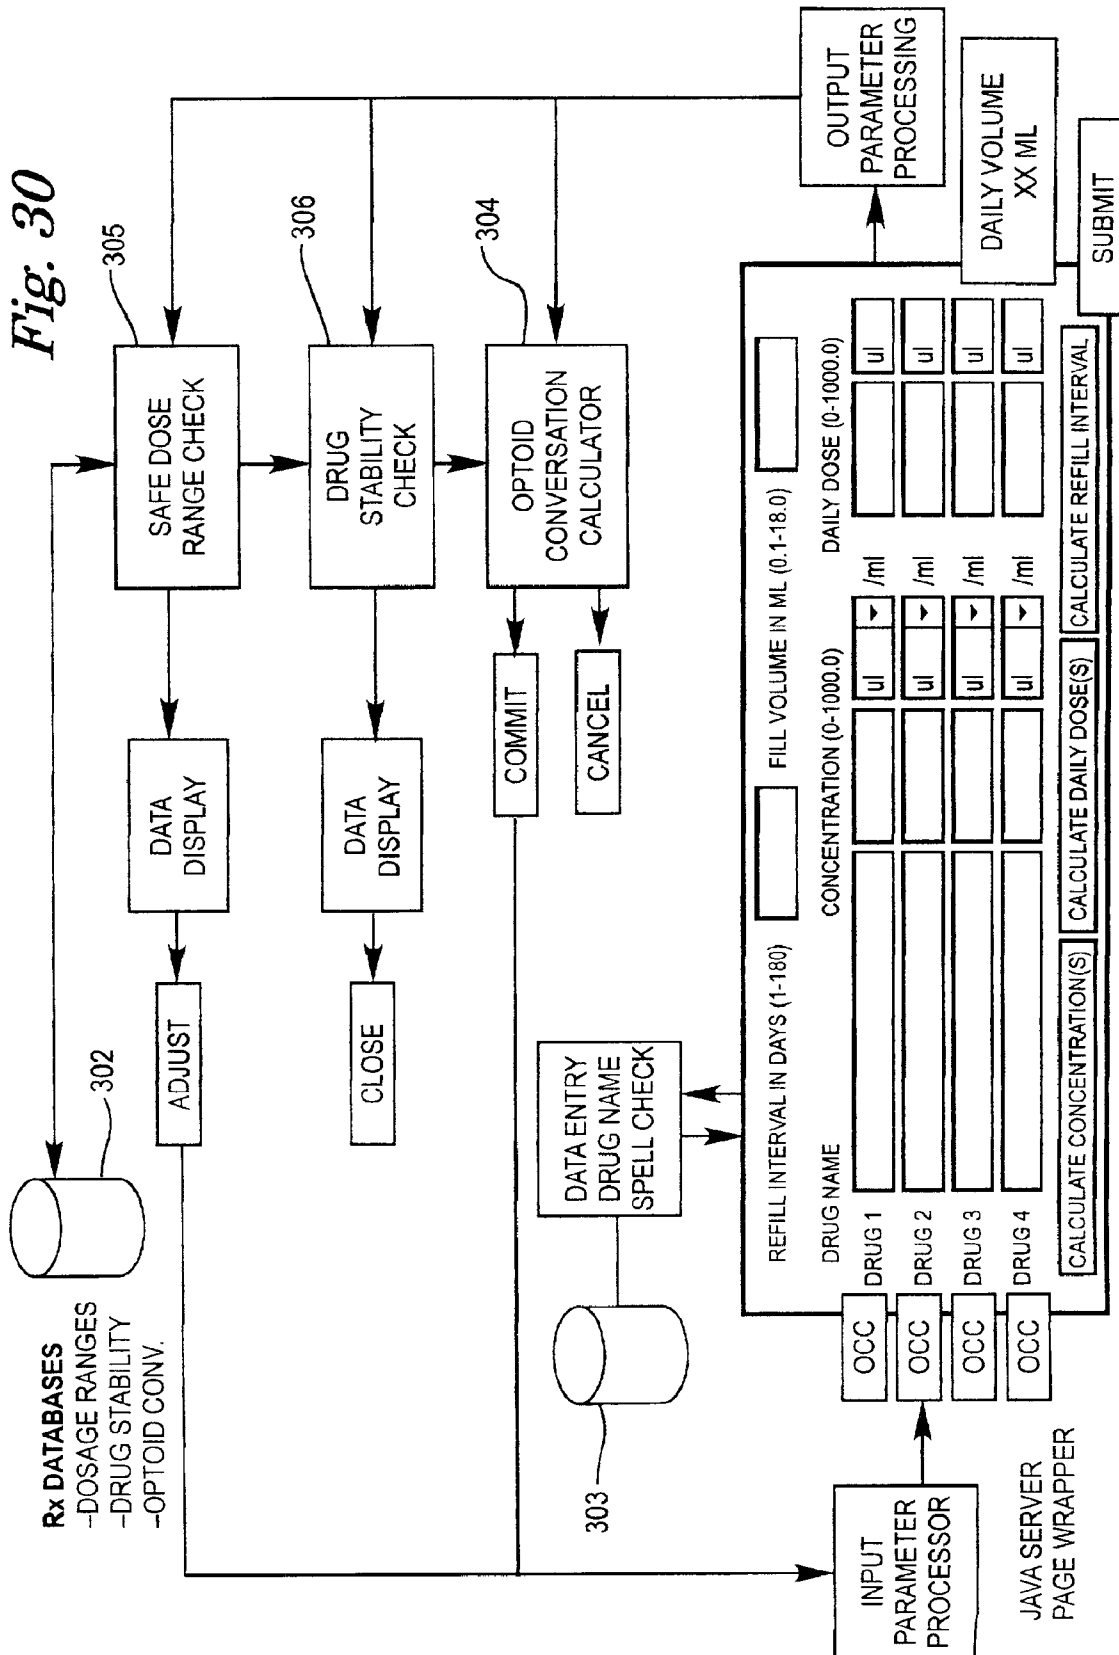 Fig. 30
Rx DATABASES
-DOSAGE RANGES
-DRUG STABILITY
-OPTOID CONV.
302
305
SAFE DOSE
RANGE CHECK
DATA
DISPLAY
ADJUST
306
DRUG
STABILITY
CHECK
DATA
DISPLAY
CLOSE
304
OPTOID
CONVERSATION
CALCULATOR
COMMIT
CANCEL
303
DATA ENTRY
DRUG NAME
SPELL CHECK
OUTPUT
PARAMETER
PROCESSING
INPUT
PARAMETER
PROCESSOR
JAVA SERVER
PAGE WRAPPER
REFILL INTERVAL IN DAYS (1-180) FILL VOLUME IN ML (0.1-18.0)
DRUG NAME CONCENTRATION (0-1000.0) DAILY DOSE (0-1000.0)
OCC DRUG 1 ul /ml ul
OCC DRUG 2 ul /ml ul
OCC DRUG 3 ul /ml ul
OCC DRUG 4 ul /ml ul
CALCULATE CONCENTRATION(S) CALCULATE DAILY DOSE(S) CALCULATE REFILL INTERVAL
DAILY VOLUME
XX ML
SUBMIT